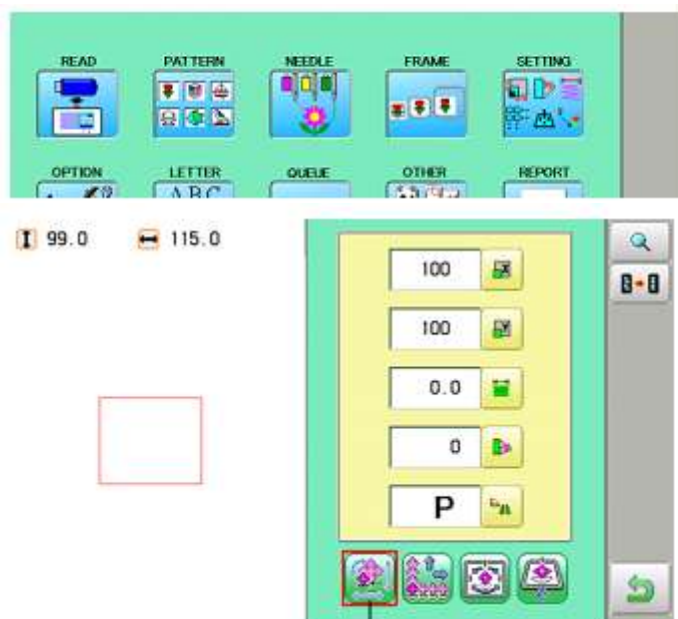 READ PATTERN NEEDLE FRAME SETTING
OPTION LETTER QUEUE OTHER REPORT
ABC
99.0 115.0
100
100
0.0
0
P